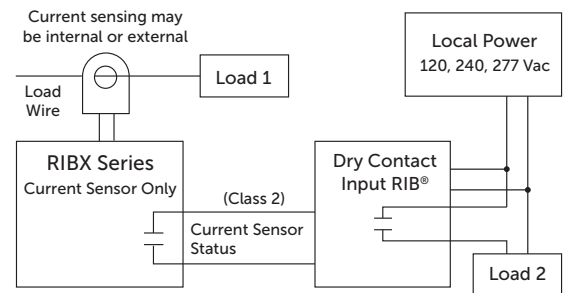 Current sensing may
be internal or external
Load
Wire
Load 1
Local Power
120, 240, 277 Vac
RIBX Series
Current Sensor Only
(Class 2)
Current Sensor
Status
Dry Contact
Input RIB®
Load 2